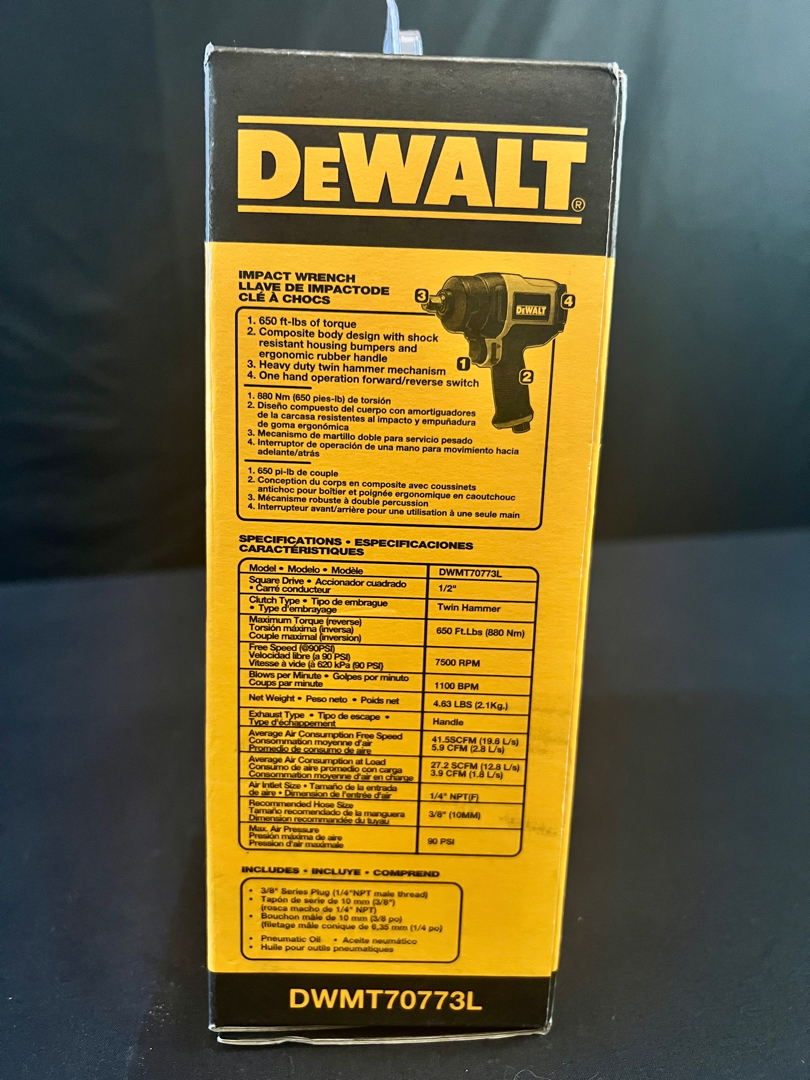 DEWALT®
IMPACT WRENCH
LLAVE DE IMPACTODE
CLÉ À CHOCS
3
4
DEWALT
1
2
1. 650 ft-lbs of torque
2. Composite body design with shock
resistant housing bumpers and
ergonomic rubber handle
3. Heavy duty twin hammer mechanism
4. One hand operation forward/reverse switch
1. 880 Nm (650 pies-lb) de torsión
2. Diseño compuesto del cuerpo con amortiguadores
de la carcasa resistentes al impacto y empuñadura
de goma ergonómica
3. Mecanismo de martillo doble para servicio pesado
4. Interruptor de operación de una mano para movimiento hacia
adelante/atrás
1. 650 pi-lb de couple
2. Conception du corps en composite avec coussinets
antichoc pour boîtier et poignée ergonomique en caoutchouc
3. Mécanisme robuste à double percussion
4. Interrupteur avant/arrière pour une utilisation à une seule main
SPECIFICATIONS • ESPECIFICACIONES
CARACTÉRISTIQUES
Model • Modelo • Modèle DWMT70773L
Square Drive • Accionador cuadrado
• Carré conducteur 1/2"
Clutch Type • Tipo de embrague
• Type d'embrayage Twin Hammer
Maximum Torque (reverse)
Torsión máxima (inversa)
Couple maximal (inversion) 650 Ft.Lbs (880 Nm)
Free Speed (@90PSI)
Velocidad libre (a 90 PSI)
Vitesse à vide (à 620 kPa (90 PSI) 7500 RPM
Blows per Minute • Golpes por minuto
Coups par minute 1100 BPM
Net Weight • Peso neto • Poids net 4.63 LBS (2.1Kg.)
Exhaust Type • Tipo de escape •
Type d'échappement Handle
Average Air Consumption Free Speed
Consommation moyenne d'air
Promedio de consumo de aire
41.5SCFM (19.6 L/s)
5.9 CFM (2.8 L/s)
Average Air Consumption at Load
Consumo de aire promedio con carga
Consommation moyenne d'air en charge
27.2 SCFM (12.8 L/s)
3.9 CFM (1.8 L/s)
Air Intlet Size • Tamaño de la entrada
de aire • Dimension de l'entrée d'air 1/4" NPT(F)
Recommended Hose Size
Tamaño recomendado de la manguera
Dimension recommandée du tuyau 3/8" (10MM)
Max. Air Pressure
Presión máxima de aire
Pression d'air maximale 90 PSI
INCLUDES • INCLUYE • COMPREND
• 3/8" Series Plug (1/4"NPT male thread)
• Tapón de serie de 10 mm (3/8")
(rosca macho de 1/4" NPT)
• Bouchon mâle de 10 mm (3/8 po)
(filetage mâle conique de 6,35 mm (1/4 po)
• Pneumatic Oil • Aceite neumático
• Huile pour outils pneumatiques
DWMT70773L